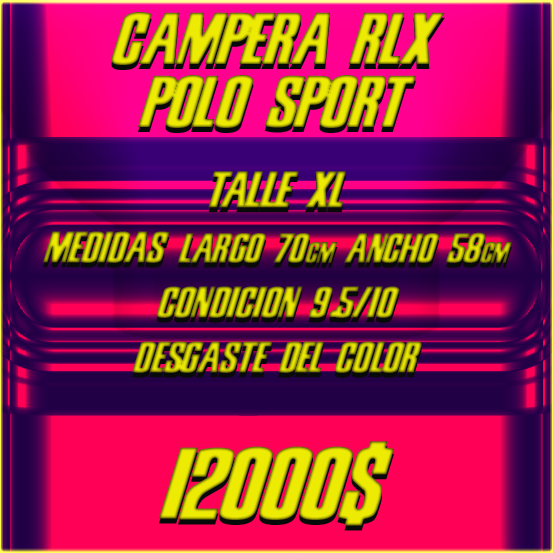 CAMPERA RLX
POLO SPORT
TALLE XL
MEDIDAS LARGO 70CM ANCHO 58CM
CONDICION 9.5/10
DESGASTE DEL COLOR
12000$